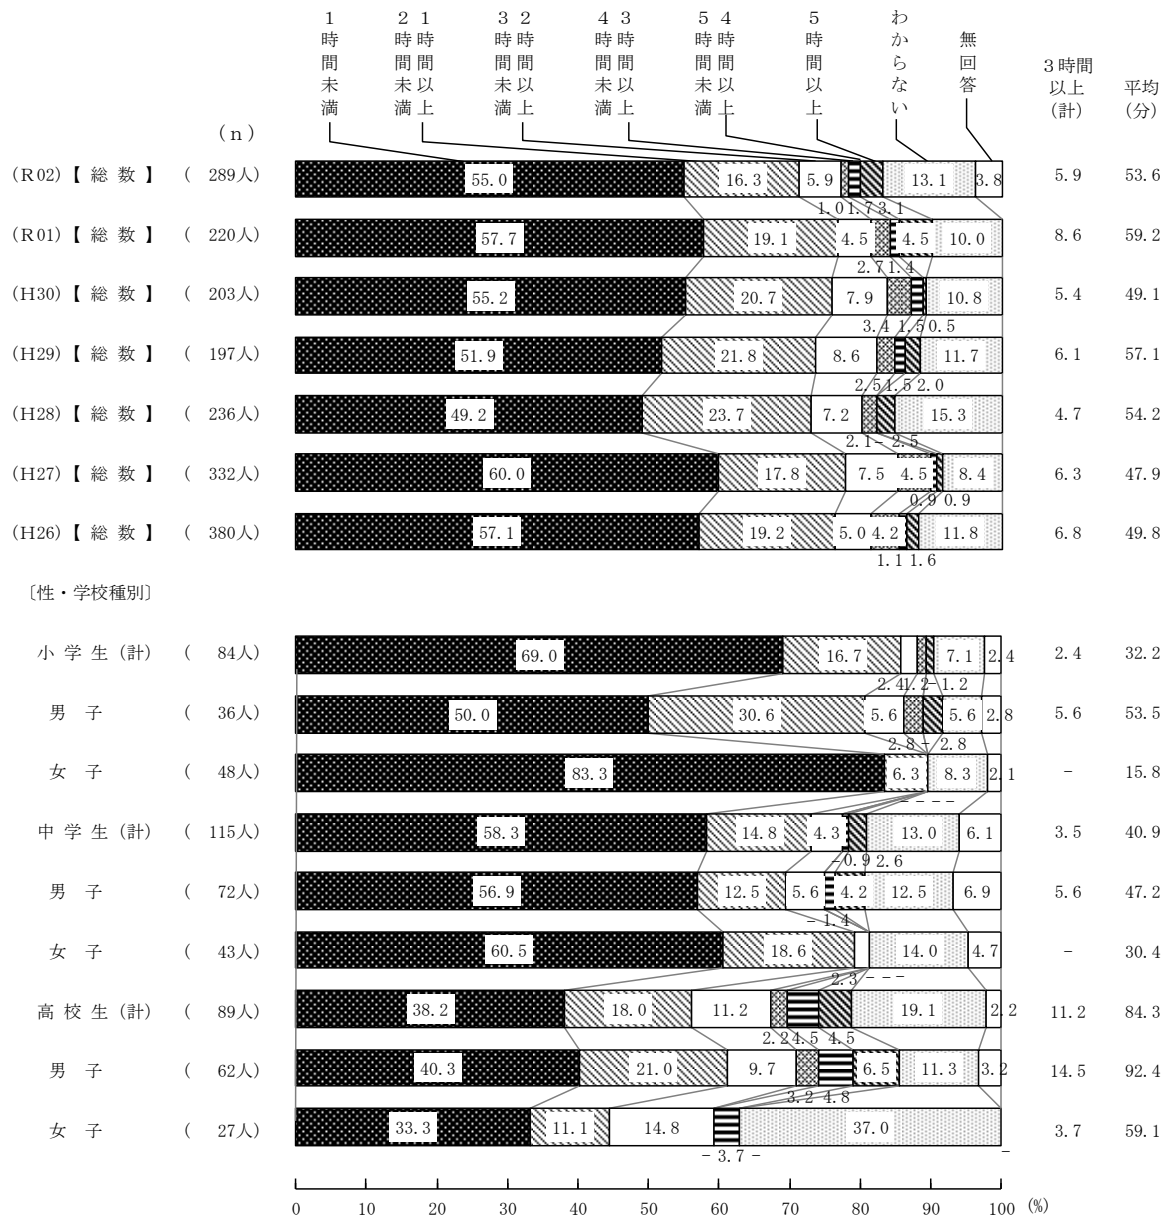 １時間未満
１時間以上２時間未満
２時間以上３時間未満
３時間以上４時間未満
４時間以上５時間未満
５時間以上
わからない
無回答
３時間以上（計）
平均（分）
（ｎ）
(R02)【 総 数 】 ( 289人) 55.0 16.3 5.9 13.1 3.8 5.9 53.6
1.0 1.7 3.1
(R01)【 総 数 】 ( 220人) 57.7 19.1 4.5 4.5 10.0 8.6 59.2
2.7 1.4
(H30)【 総 数 】 ( 203人) 55.2 20.7 7.9 10.8 5.4 49.1
3.4 1.5 0.5
(H29)【 総 数 】 ( 197人) 51.9 21.8 8.6 11.7 6.1 57.1
2.5 1.5 2.0
(H28)【 総 数 】 ( 236人) 49.2 23.7 7.2 15.3 4.7 54.2
2.1 － 2.5
(H27)【 総 数 】 ( 332人) 60.0 17.8 7.5 4.5 8.4 6.3 47.9
0.9 0.9
(H26)【 総 数 】 ( 380人) 57.1 19.2 5.0 4.2 11.8 6.8 49.8
1.1 1.6
〔性・学校種別〕
小 学 生（計） ( 84人) 69.0 16.7 7.1 2.4 2.4 32.2
2.4 1.2 － 1.2
男 子 ( 36人) 50.0 30.6 5.6 5.6 2.8 5.6 53.5
2.8 － 2.8
女 子 ( 48人) 83.3 6.3 8.3 2.1 － 15.8
－ － － －
中 学 生（計） ( 115人) 58.3 14.8 4.3 13.0 6.1 3.5 40.9
－ 0.9 2.6
男 子 ( 72人) 56.9 12.5 5.6 4.2 12.5 6.9 5.6 47.2
－ 1.4
女 子 ( 43人) 60.5 18.6 14.0 4.7 － 30.4
2.3 － － －
高 校 生（計） ( 89人) 38.2 18.0 11.2 19.1 2.2 11.2 84.3
2.2 4.5 4.5
男 子 ( 62人) 40.3 21.0 9.7 6.5 11.3 3.2 14.5 92.4
3.2 4.8
女 子 ( 27人) 33.3 11.1 14.8 37.0 3.7 59.1
－ 3.7 － －
0 10 20 30 40 50 60 70 80 90 100 (%)